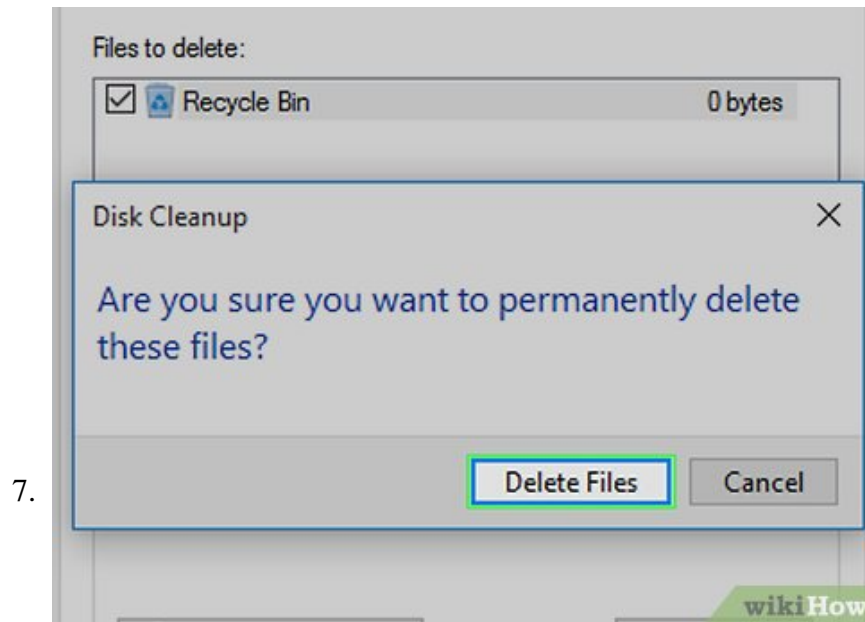 Files to delete:
Recycle Bin 0 bytes
Disk Cleanup
Are you sure you want to permanently delete
these files?
Delete Files Cancel
7.
wikiHow